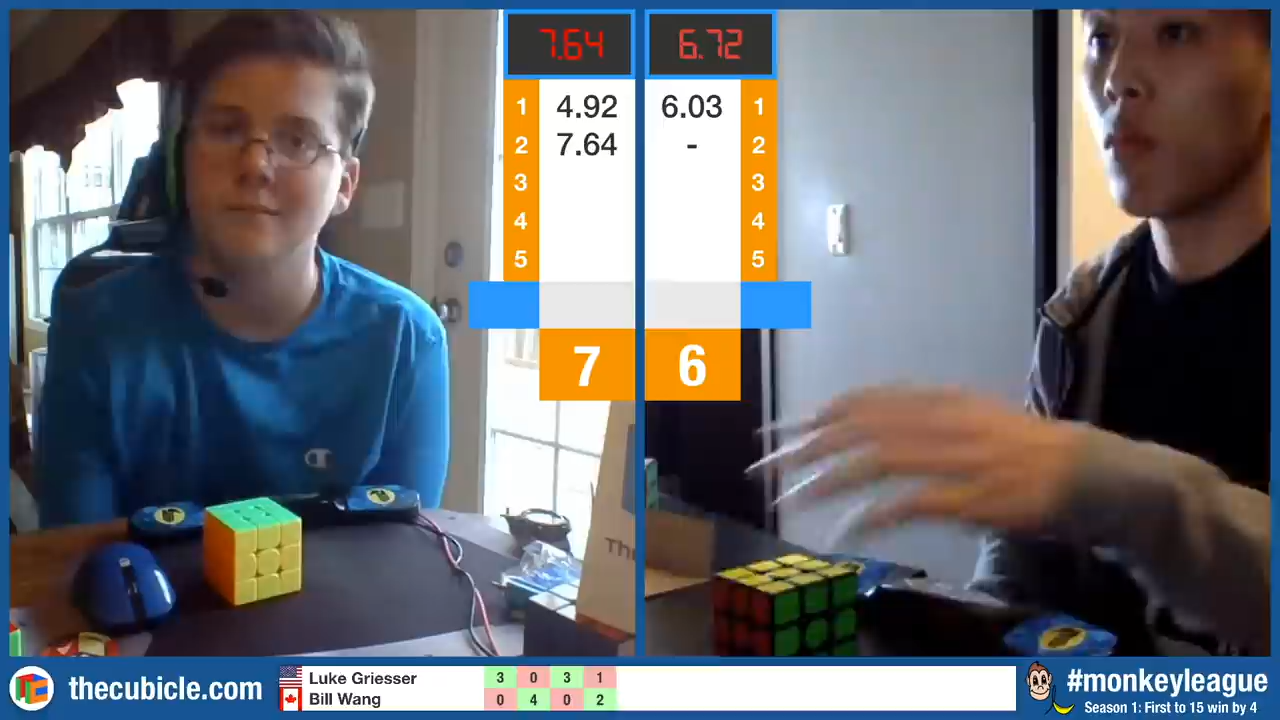 7.64 6.72
1 4.92 6.03 1
2 7.64 - 2
3 3
4 4
5 5
7 6
Th
thecubicle.com
Luke Griesser 3 0 3 1
Bill Wang 0 4 0 2
#monkeyleague
Season 1: First to 15 win by 4